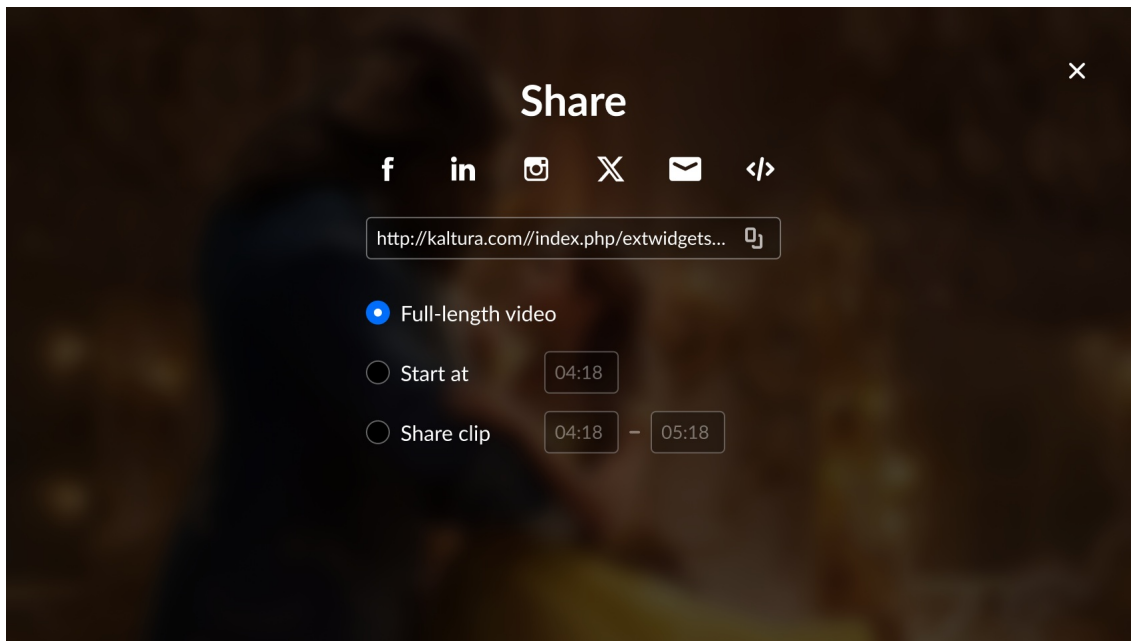 Share
f in X </>
http://kaltura.com//index.php/extwidgets...
Full-length video
Start at 04:18
Share clip 04:18 – 05:18